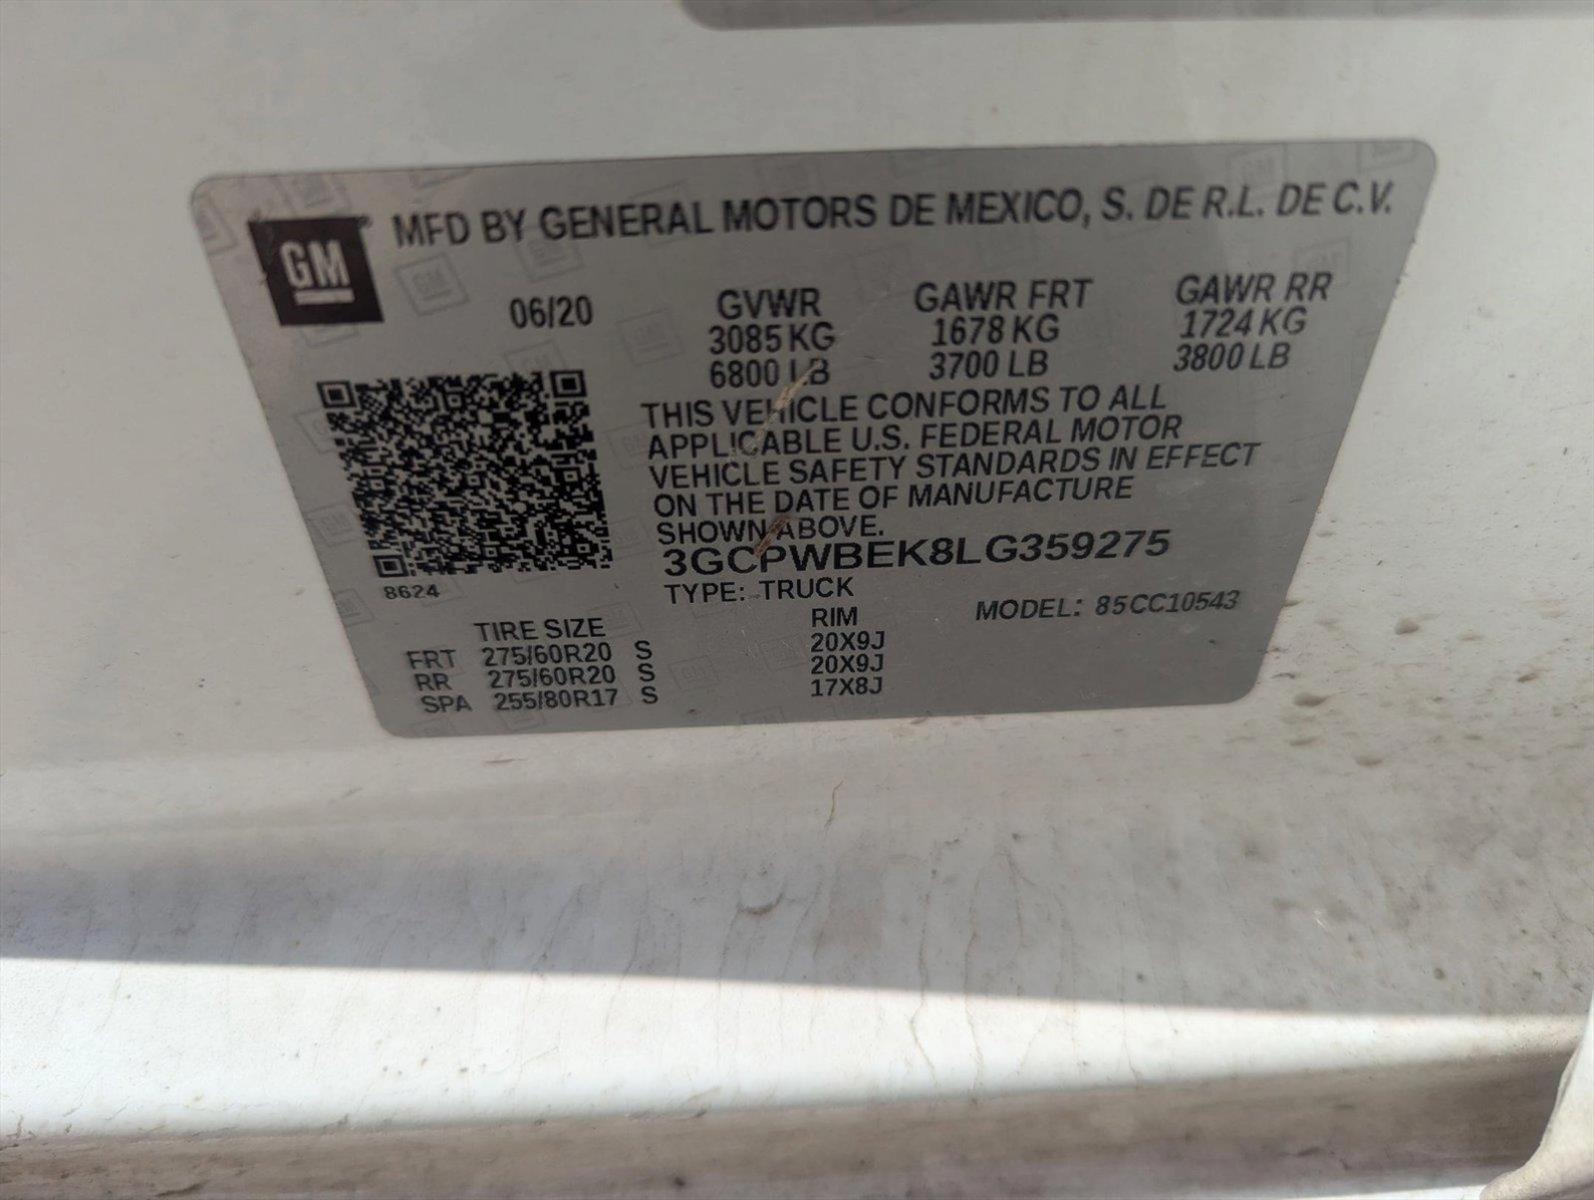 GM® MFD BY GENERAL MOTORS DE MEXICO, S. DE R.L. DE C.V.
06/20 GVWR GAWR FRT GAWR RR
3085 KG 1678 KG 1724 KG
6800 LB 3700 LB 3800 LB
THIS VEHICLE CONFORMS TO ALL
APPLICABLE U.S. FEDERAL MOTOR
VEHICLE SAFETY STANDARDS IN EFFECT
ON THE DATE OF MANUFACTURE
SHOWN ABOVE.
3GCPWBEK8LG359275
8624 TYPE: TRUCK MODEL: 85CC10543
TIRE SIZE RIM
FRT 275/60R20 S 20X9J
RR 275/60R20 S 20X9J
SPA 255/80R17 S 17X8J